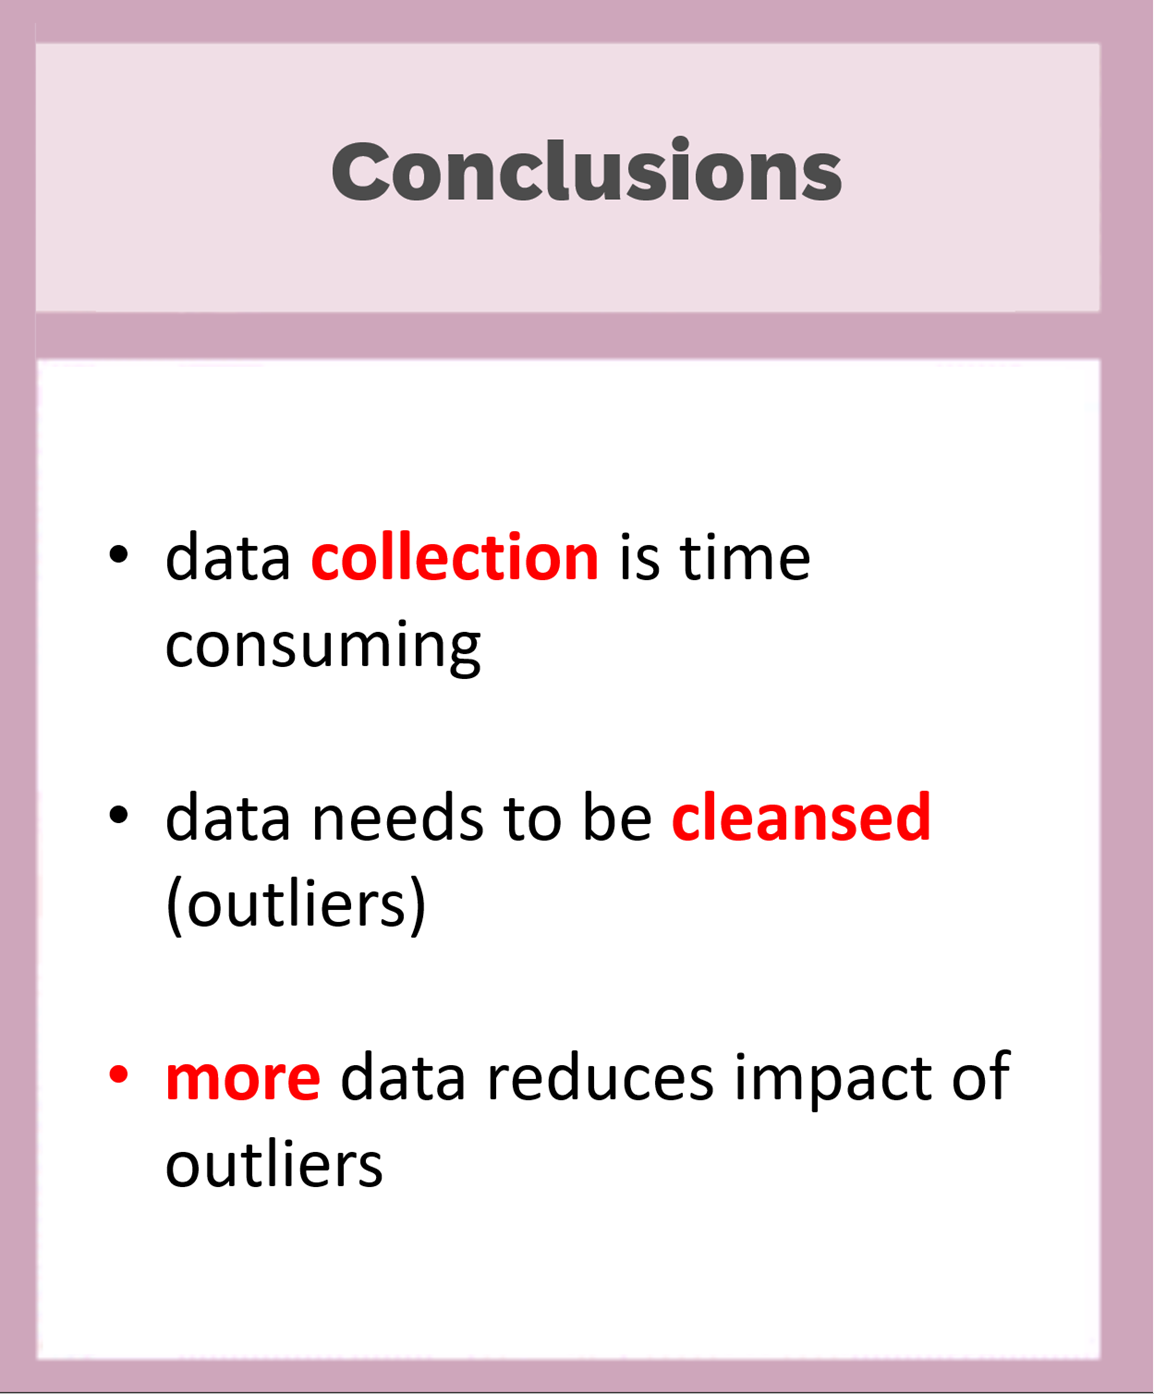 Conclusions
• data collection is time
consuming
• data needs to be cleansed
(outliers)
• more data reduces impact of
outliers